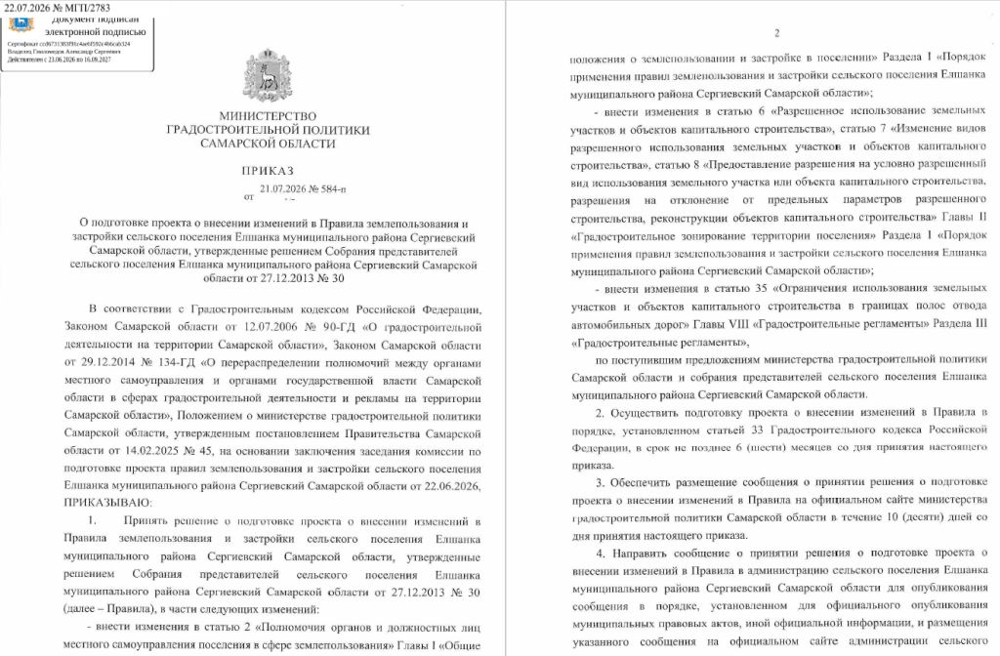 22.07.2026 № МГП/2783
Документ подписан
электронной подписью
Владелец Гниломедов Александр Сергеевич
Действителен с 23.06.2026 по 16.09.2027
МИНИСТЕРСТВО
ГРАДОСТРОИТЕЛЬНОЙ ПОЛИТИКИ
САМАРСКОЙ ОБЛАСТИ
ПРИКАЗ
от 21.07.2026 № 584-п
О подготовке проекта о внесении изменений в Правила землепользования и
застройки сельского поселения Елшанка муниципального района Сергиевский
Самарской области, утвержденные решением Собрания представителей
сельского поселения Елшанка муниципального района Сергиевский Самарской
области от 27.12.2013 № 30
В соответствии с Градостроительным кодексом Российской Федерации,
Законом Самарской области от 12.07.2006 № 90-ГД «О градостроительной
деятельности на территории Самарской области», Законом Самарской области
от 29.12.2014 № 134-ГД «О перераспределении полномочий между органами
местного самоуправления и органами государственной власти Самарской
области в сферах градостроительной деятельности и рекламы на территории
Самарской области», Положением о министерстве градостроительной политики
Самарской области, утвержденным постановлением Правительства Самарской
области от 14.02.2025 № 45, на основании заключения заседания комиссии по
подготовке проекта правил землепользования и застройки сельского поселения
Елшанка муниципального района Сергиевский Самарской области от 22.06.2026,
ПРИКАЗЫВАЮ:
1. Принять решение о подготовке проекта о внесении изменений в
Правила землепользования и застройки сельского поселения Елшанка
муниципального района Сергиевский Самарской области, утвержденные
решением Собрания представителей сельского поселения Елшанка
муниципального района Сергиевский Самарской области от 27.12.2013 № 30
(далее – Правила), в части следующих изменений:
- внести изменения в статью 2 «Полномочия органов и должностных лиц
местного самоуправления поселения в сфере землепользования» Главы I «Общие
2
положения о землепользовании и застройке в поселении» Раздела I «Порядок
применения правил землепользования и застройки сельского поселения Елшанка
муниципального района Сергиевский Самарской области»;
- внести изменения в статью 6 «Разрешенное использование земельных
участков и объектов капитального строительства», статью 7 «Изменение видов
разрешенного использования земельных участков и объектов капитального
строительства», статью 8 «Предоставление разрешения на условно разрешенный
вид использования земельного участка или объекта капитального строительства,
разрешения на отклонение от предельных параметров разрешенного
строительства, реконструкции объектов капитального строительства» Главы II
«Градостроительное зонирование территории поселения» Раздела I «Порядок
применения правил землепользования и застройки сельского поселения Елшанка
муниципального района Сергиевский Самарской области»;
- внести изменения в статью 35 «Ограничения использования земельных
участков и объектов капитального строительства в границах полос отвода
автомобильных дорог» Главы VIII «Градостроительные регламенты» Раздела III
«Градостроительные регламенты»,
по поступившим предложениям министерства градостроительной политики
Самарской области и собрания представителей сельского поселения Елшанка
муниципального района Сергиевский Самарской области.
2. Осуществить подготовку проекта о внесении изменений в Правила в
порядке, установленном статьей 33 Градостроительного кодекса Российской
Федерации, в срок не позднее 6 (шести) месяцев со дня принятия настоящего
приказа.
3. Обеспечить размещение сообщения о принятии решения о подготовке
проекта о внесении изменений в Правила на официальном сайте министерства
градостроительной политики Самарской области в течение 10 (десяти) дней со
дня принятия настоящего приказа.
4. Направить сообщение о принятии решения о подготовке проекта о
внесении изменений в Правила в администрацию сельского поселения Елшанка
муниципального района Сергиевский Самарской области для опубликования
сообщения в порядке, установленном для официального опубликования
муниципальных правовых актов, иной официальной информации, и размещения
указанного сообщения на официальном сайте администрации сельского